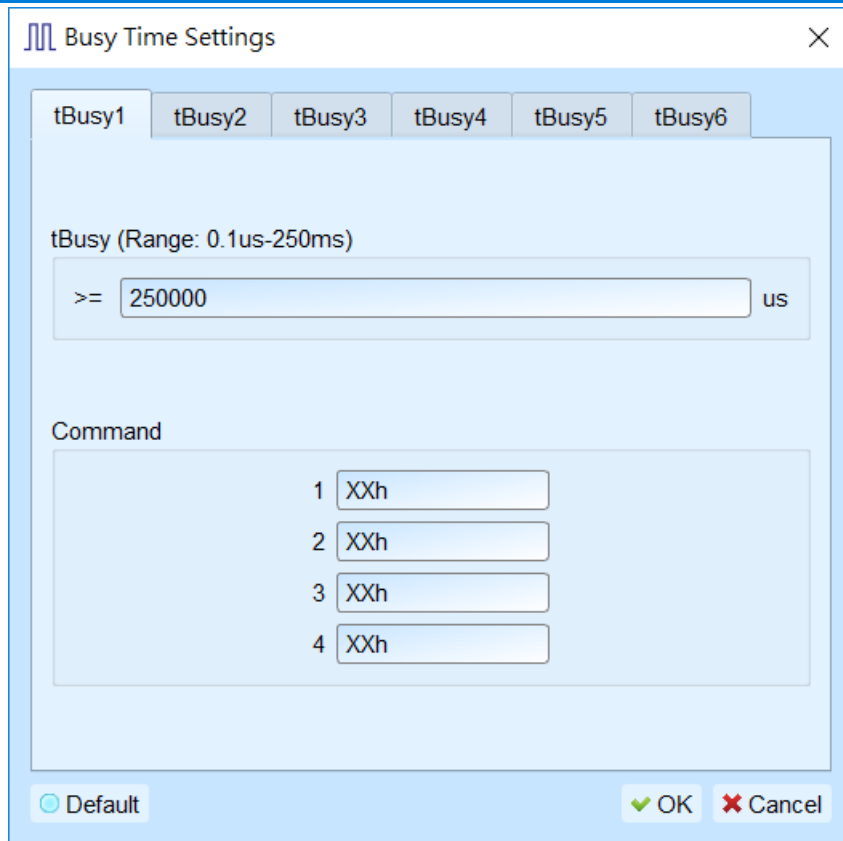 Busy Time Settings
tBusy1 tBusy2 tBusy3 tBusy4 tBusy5 tBusy6
tBusy (Range: 0.1us-250ms)
>= 250000 us
Command
1 XXh
2 XXh
3 XXh
4 XXh
Default OK Cancel